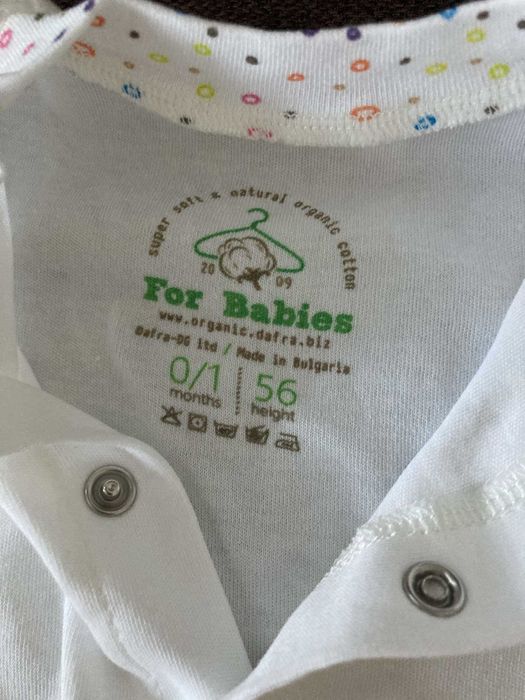 super soft & natural organic cotton
20 09
For Babies
www.organic.dafra.biz
Dafra-DG ltd / Made in Bulgaria
0/1 56
months height